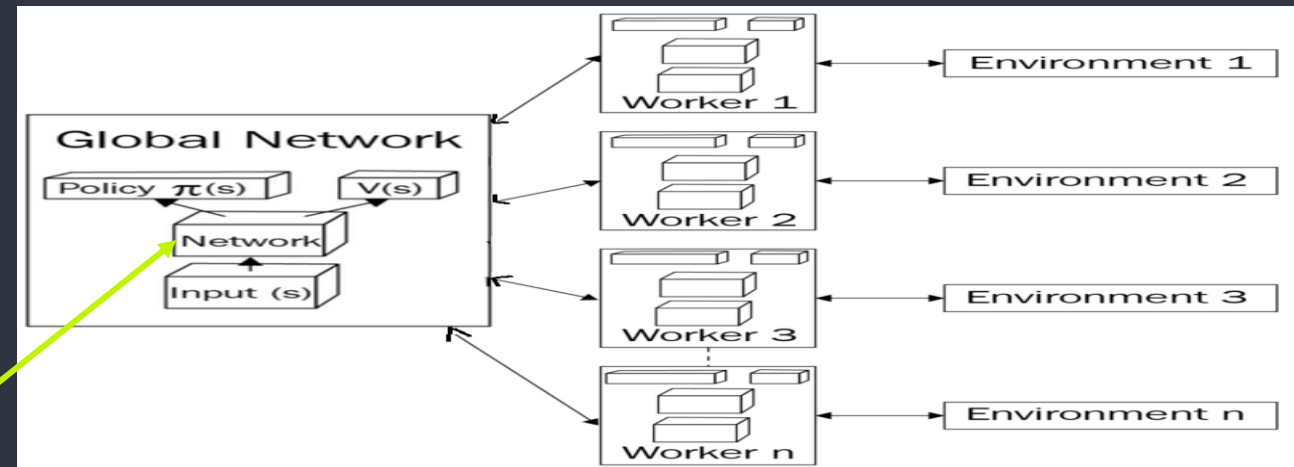 Global Network
Policy π(s)
V(s)
Network
Input (s)
Worker 1
Environment 1
Worker 2
Environment 2
Worker 3
Environment 3
Worker n
Environment n